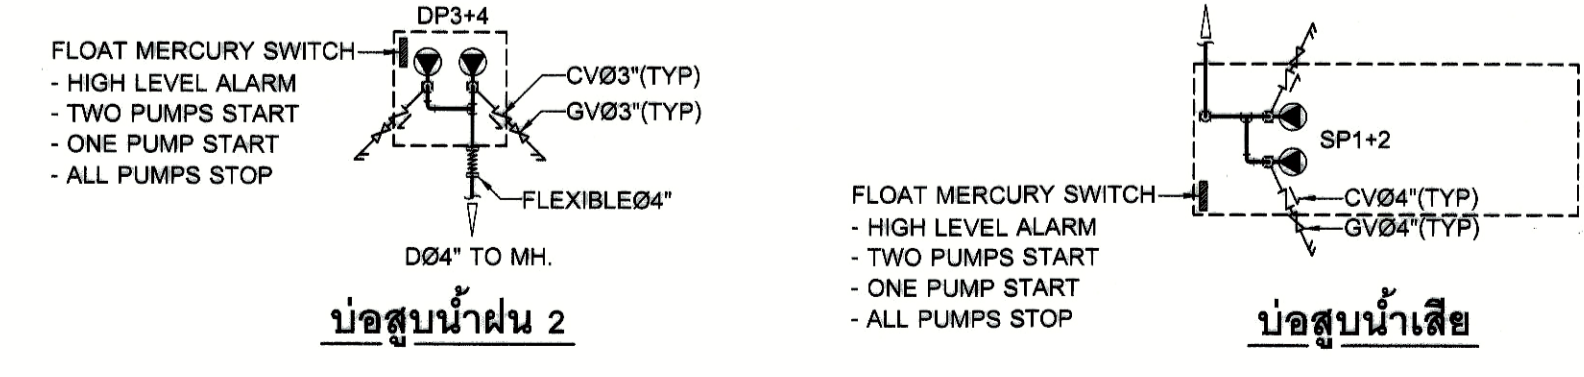 DP3+4
FLOAT MERCURY SWITCH
- HIGH LEVEL ALARM
- TWO PUMPS START
- ONE PUMP START
- ALL PUMPS STOP
CVØ3"(TYP)
GVØ3"(TYP)
FLEXIBLEØ4"
DØ4" TO MH.
บ่อสูบน้ำฝน 2
SP1+2
FLOAT MERCURY SWITCH
- HIGH LEVEL ALARM
- TWO PUMPS START
- ONE PUMP START
- ALL PUMPS STOP
CVØ4"(TYP)
GVØ4"(TYP)
บ่อสูบน้ำเสีย